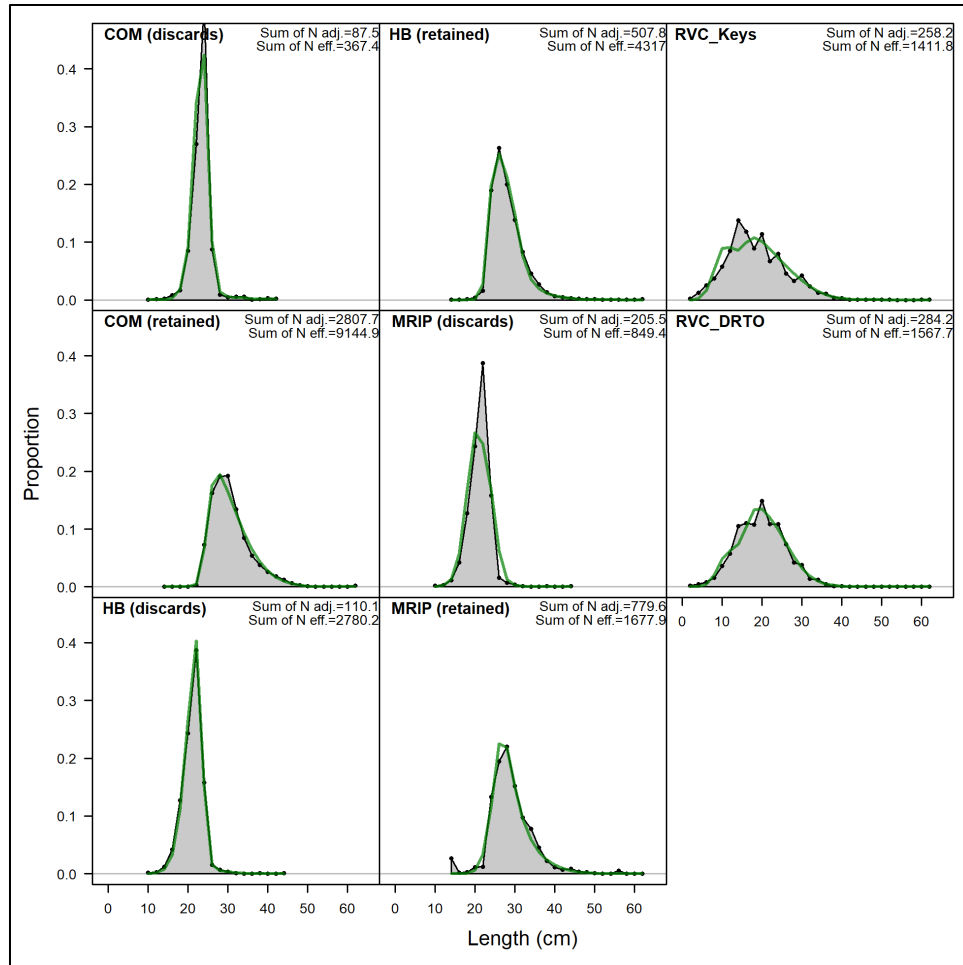 COM (discards)
Sum of N adj.=87.5
Sum of N eff.=367.4
HB (retained)
Sum of N adj.=507.8
Sum of N eff.=4317
RVC_Keys
Sum of N adj.=258.2
Sum of N eff.=1411.8
0.4
0.3
0.2
0.1
0.0
COM (retained)
Sum of N adj.=2807.7
Sum of N eff.=9144.9
MRIP (discards)
Sum of N adj.=205.5
Sum of N eff.=849.4
RVC_DRTO
Sum of N adj.=284.2
Sum of N eff.=1567.7
0.4
0.3
0.2
0.1
0.0
Proportion
HB (discards)
Sum of N adj.=110.1
Sum of N eff.=2780.2
MRIP (retained)
Sum of N adj.=779.6
Sum of N eff.=1677.9
0 10 20 30 40 50 60
0.4
0.3
0.2
0.1
0.0
0 10 20 30 40 50 60
0 10 20 30 40 50 60
Length (cm)